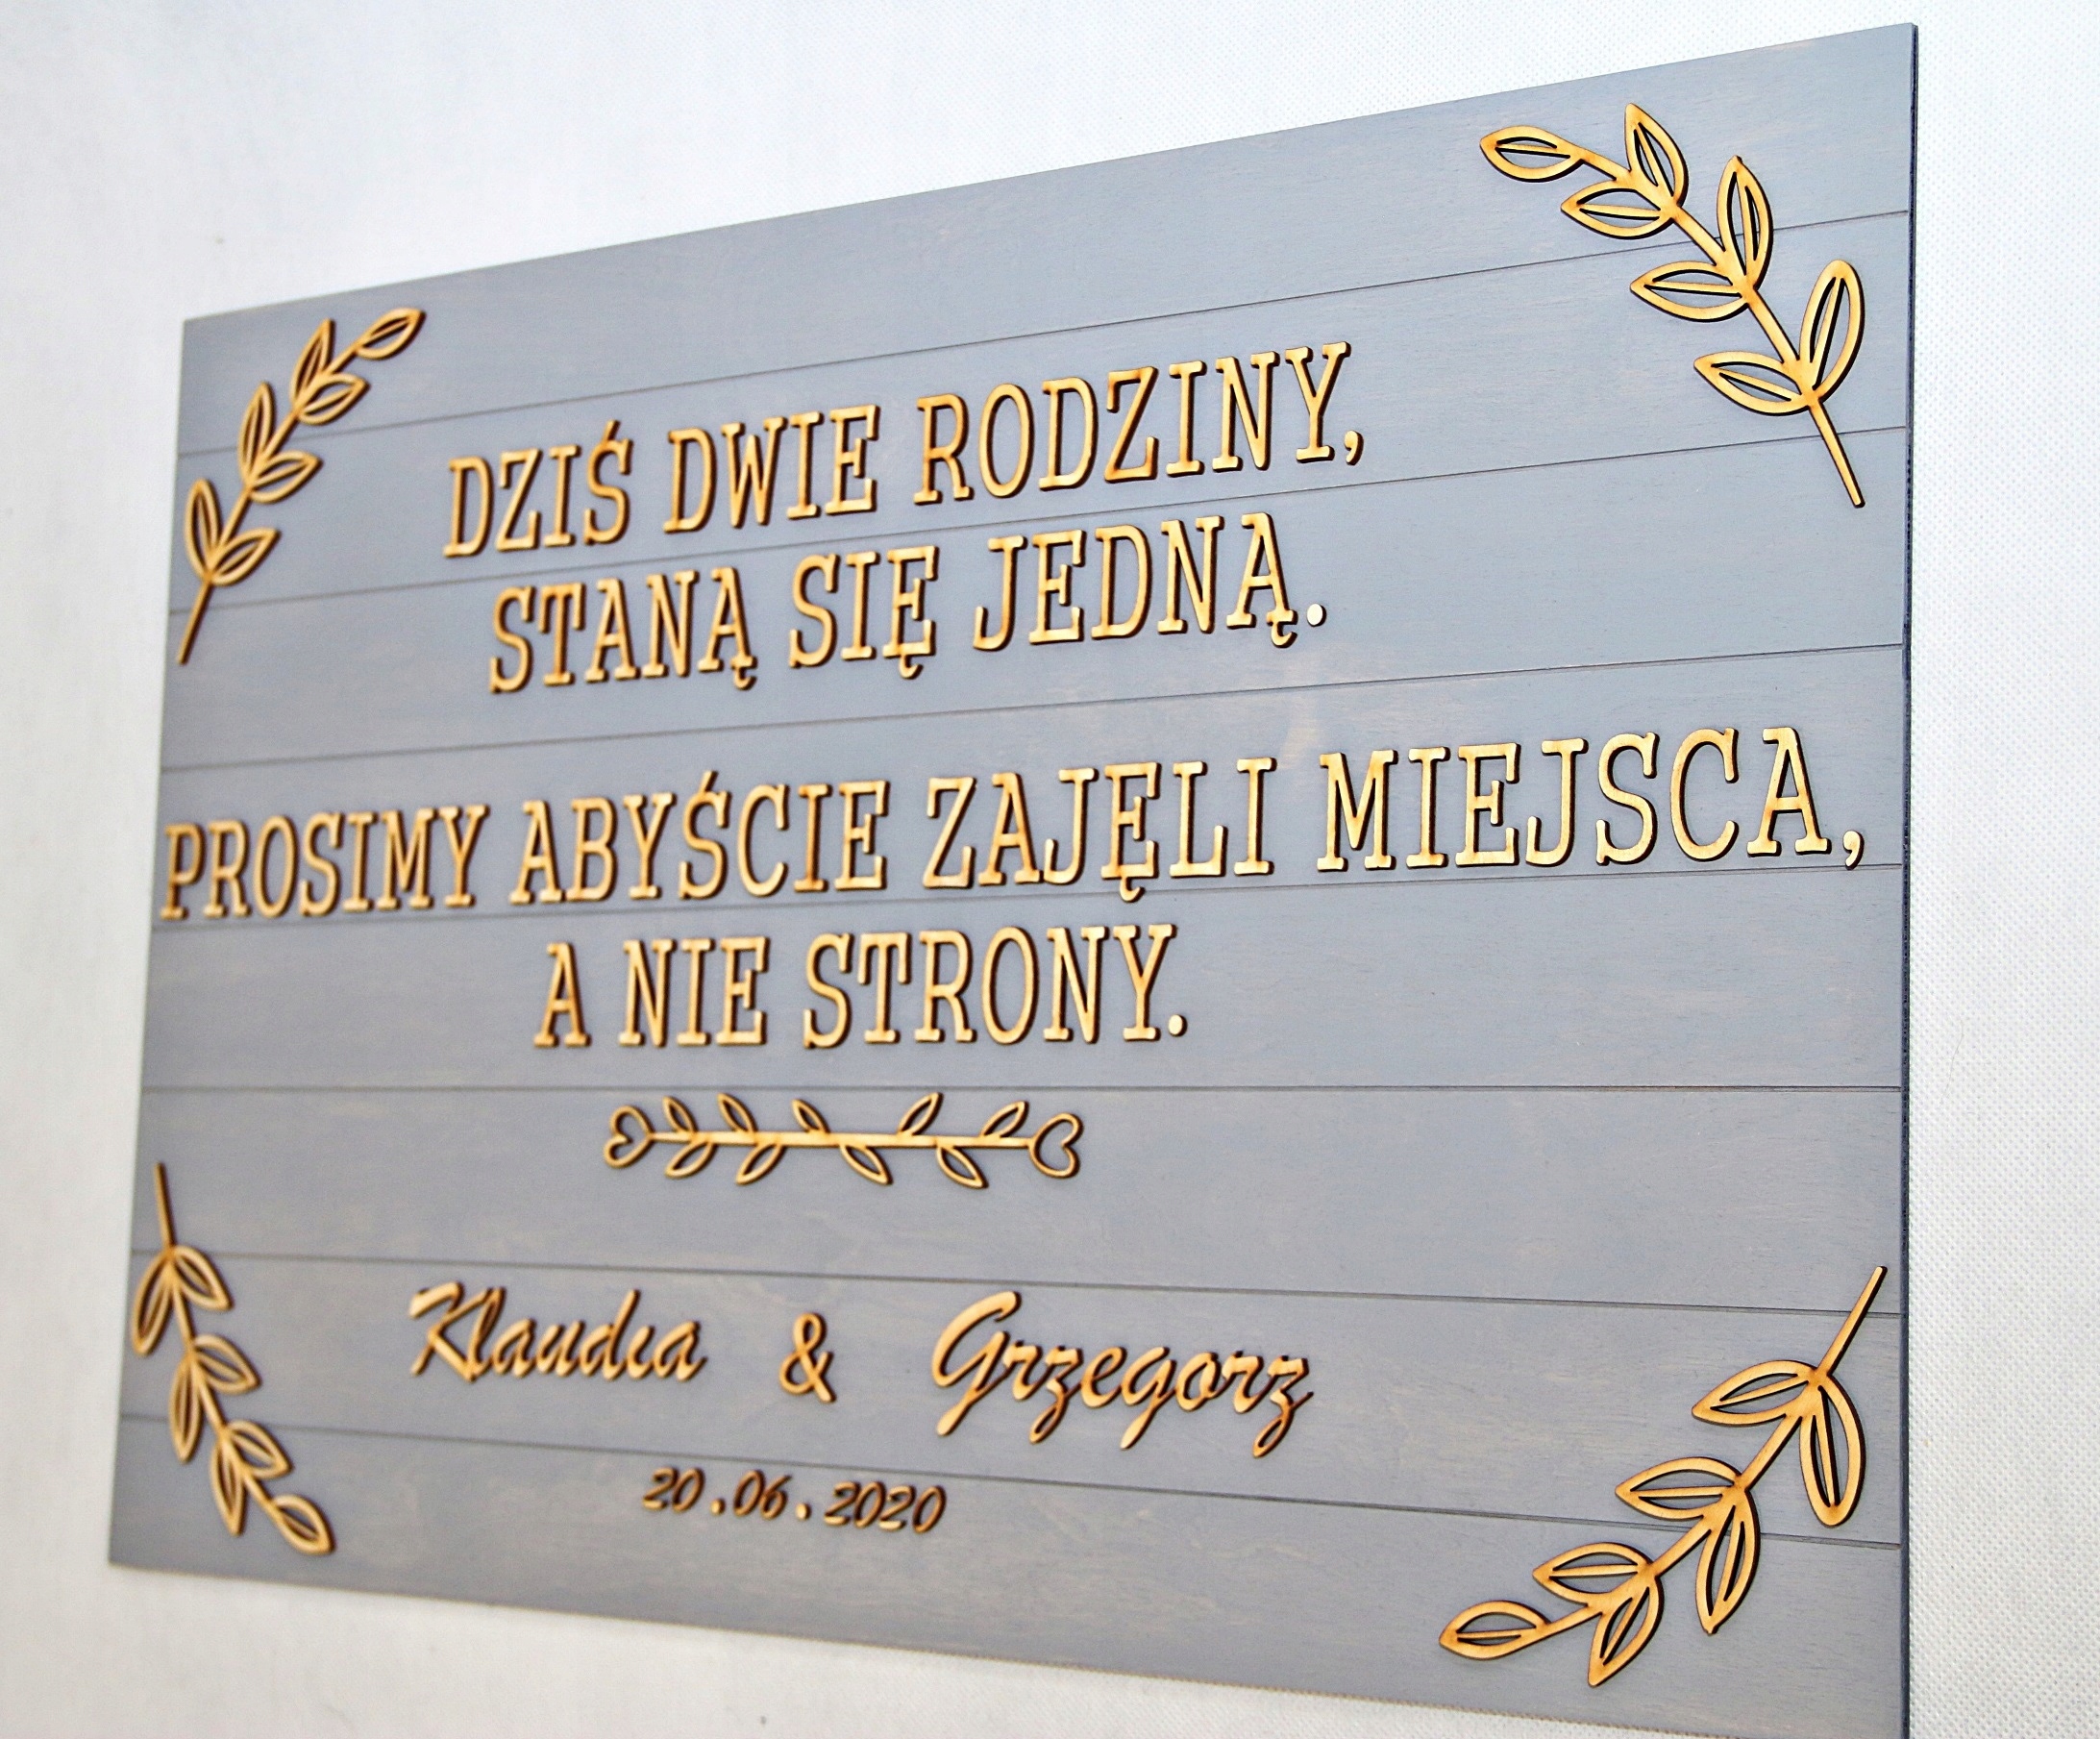 DZIŚ DWIE RODZINY,
STANĄ SIĘ JEDNĄ.
PROSIMY ABYŚCIE ZAJĘLI MIEJSCA,
A NIE STRONY.
Klaudia & Grzegorz
20.06.2020